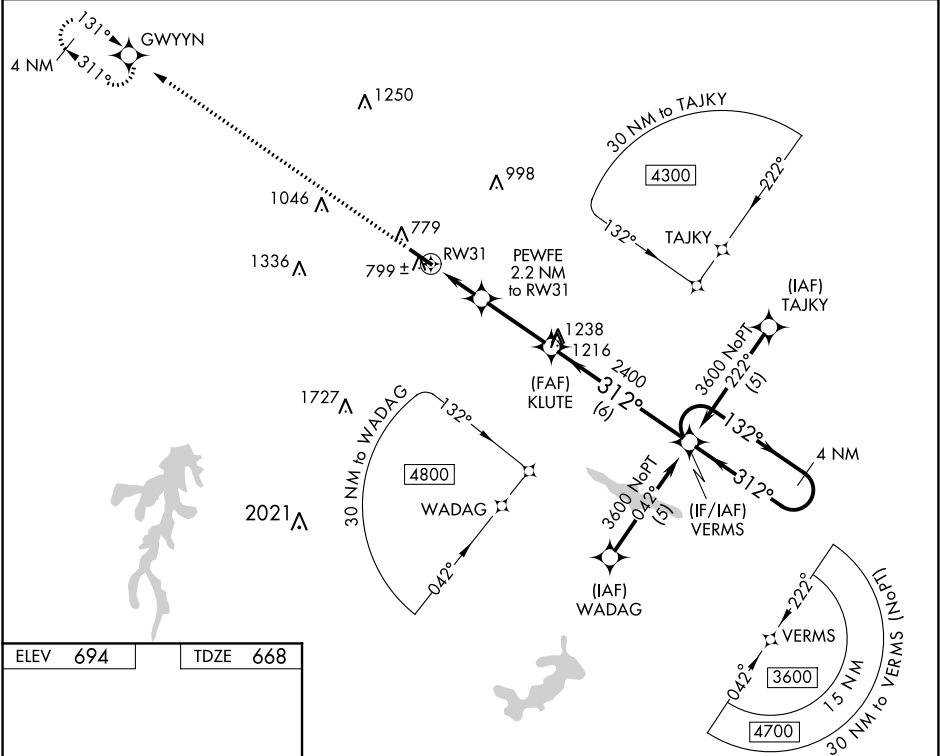 131°
GWYYN
4 NM
311°
1250
30 NM to TAJKY
4300
222°
998
1046
132°
TAJKY
779
RW31
1336
799 ±
PEWFE
2.2 NM
to RW31
(IAF)
TAJKY
1238
1216
(FAF)
KLUTE
2400
312°
(6)
3600 NoPT
222°
(5)
132°
4 NM
312°
1727
30 NM to WADAG
132°
4800
WADAG
042°
2021
3600 NoPT
042°
(5)
(IF/IAF)
VERMS
(IAF)
WADAG
222°
VERMS
042°
3600
15 NM
4700
30 NM to VERMS (NoPT)
ELEV 694
TDZE 668